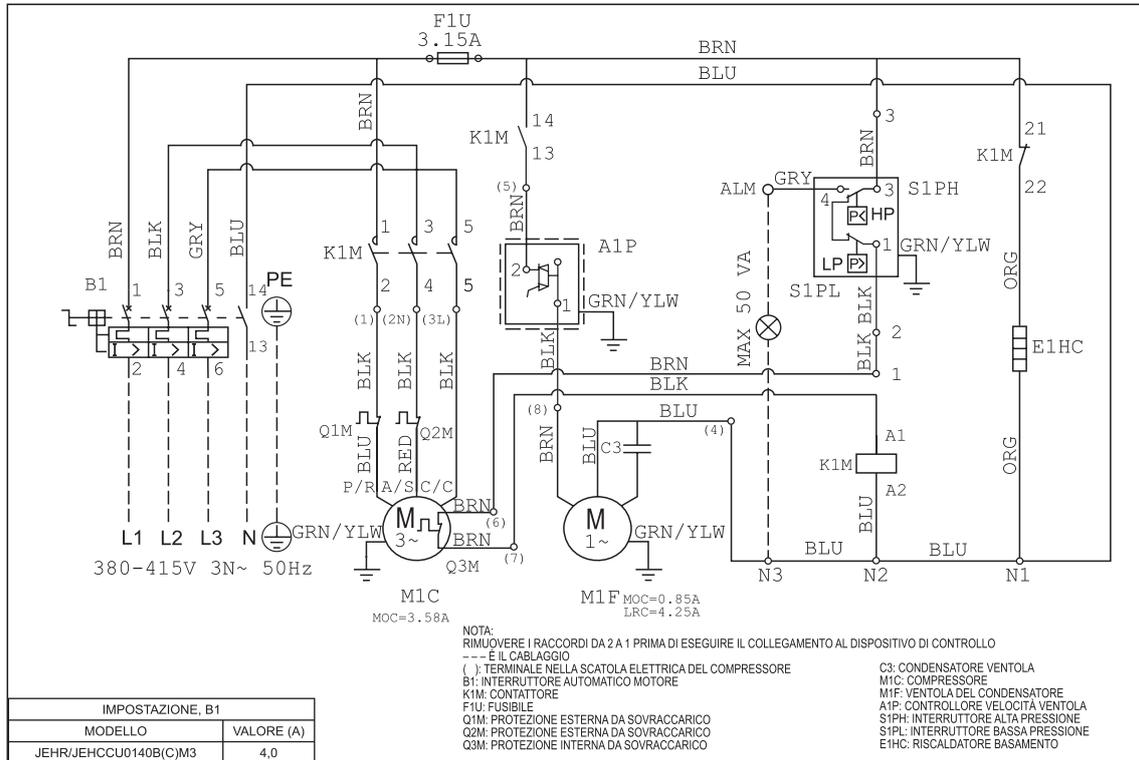 F1U
3.15A
BRN
BLU
BRN
14
K1M
13
3
BRN
21
K1M
22
(5)
BRN
ALM
GRY
4
3
S1PH
P< HP
1
LP P>
S1PL
GRN/YLW
BRN
BLK
GRY
BLU
1
3
5
K1M
2
4
5
A1P
2
1
GRN/YLW
B1
1
3
5
14
PE
13
2
4
6
(1)
(2N)
(3L)
BLK
BLK
BLK
BLK
MAX 50 VA
BLK
BLK
2
1
ORG
E1HC
BRN
BLK
(8)
BLU
(4)
Q1M
Q2M
BLU
RED
BRN
BLU
C3
A1
K1M
A2
BLU
ORG
P/R
A/S
C/C
M
3~
BRN
(6)
BRN
(7)
Q3M
M
1~
GRN/YLW
GRN/YLW
L1
L2
L3
N
380-415V 3N~ 50Hz
BLU
BLU
N3
N2
N1
M1C
MOC=3.58A
M1F
MOC=0.85A
LRC=4.25A
NOTA:
RIMUOVERE I RACCORDI DA 2 A 1 PRIMA DI ESEGUIRE IL COLLEGAMENTO AL DISPOSITIVO DI CONTROLLO
---- È IL CABLAGGIO
( ): TERMINALE NELLA SCATOLA ELETTRICA DEL COMPRESSORE
B1: INTERRUTTORE AUTOMATICO MOTORE
K1M: CONTATTORE
F1U: FUSIBILE
Q1M: PROTEZIONE ESTERNA DA SOVRACCARICO
Q2M: PROTEZIONE ESTERNA DA SOVRACCARICO
Q3M: PROTEZIONE INTERNA DA SOVRACCARICO
C3: CONDENSATORE VENTOLA
M1C: COMPRESSORE
M1F: VENTOLA DEL CONDENSATORE
A1P: CONTROLLORE VELOCITÀ VENTOLA
S1PH: INTERRUTTORE ALTA PRESSIONE
S1PL: INTERRUTTORE BASSA PRESSIONE
E1HC: RISCALDATORE BASAMENTO
IMPOSTAZIONE, B1
MODELLO VALORE (A)
JEHR/JEHCCU0140B(C)M3 4,0